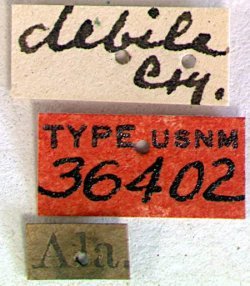 debile
Csy.
TYPE USNM
36402
Ala.